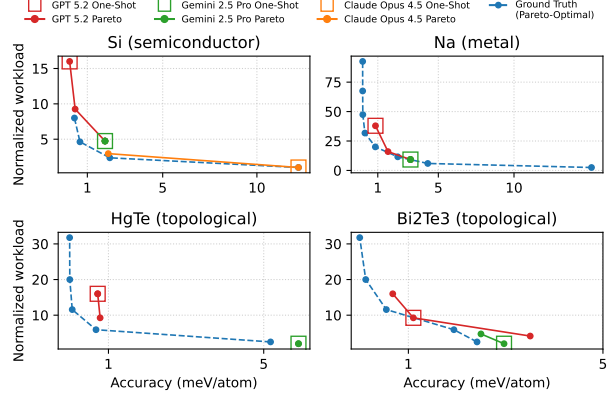 GPT 5.2 One-Shot
GPT 5.2 Pareto
Gemini 2.5 Pro One-Shot
Gemini 2.5 Pro Pareto
Claude Opus 4.5 One-Shot
Claude Opus 4.5 Pareto
Ground Truth
(Pareto-Optimal)
Si (semiconductor)
Normalized workload
15
10
5
1
5
10
Na (metal)
75
50
25
0
1
5
10
HgTe (topological)
Normalized workload
30
20
10
1
5
Accuracy (meV/atom)
Bi2Te3 (topological)
30
20
10
1
5
Accuracy (meV/atom)